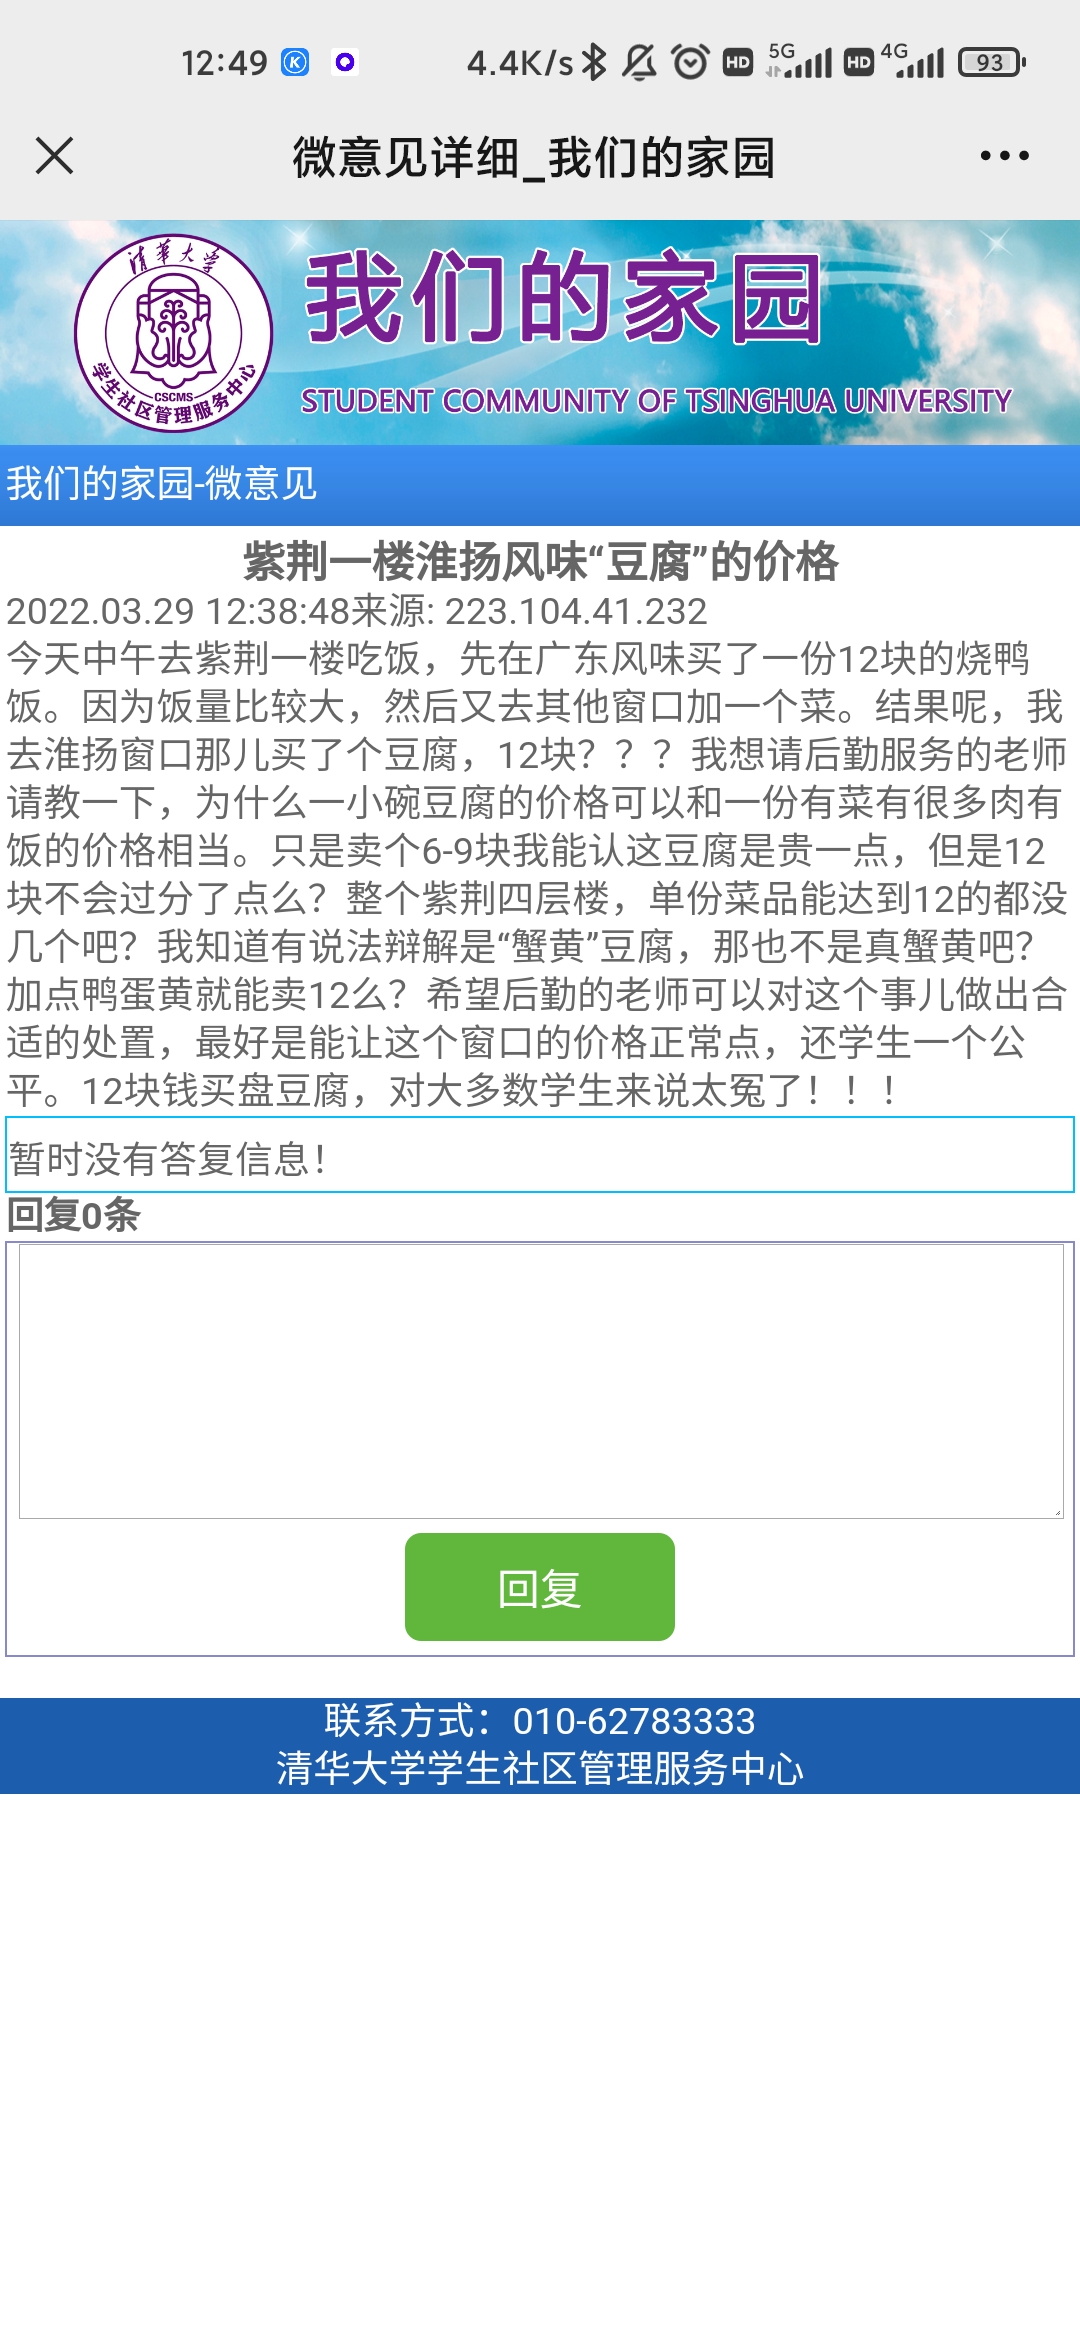 12:49
4.4K/s
HD
5G
HD
4G
93
微意见详细_我们的家园
清华大学
CSCMS
学生社区管理服务中心
我们的家园
STUDENT COMMUNITY OF TSINGHUA UNIVERSITY
我们的家园-微意见
紫荆一楼淮扬风味“豆腐”的价格
2022.03.29 12:38:48来源: 223.104.41.232
今天中午去紫荆一楼吃饭，先在广东风味买了一份12块的烧鸭
饭。因为饭量比较大，然后又去其他窗口加一个菜。结果呢，我
去淮扬窗口那儿买了个豆腐，12块？？？我想请后勤服务的老师
请教一下，为什么一小碗豆腐的价格可以和一份有菜有很多肉有
饭的价格相当。只是卖个6-9块我能认这豆腐是贵一点，但是12
块不会过分了点么？整个紫荆四层楼，单份菜品能达到12的都没
几个吧？我知道有说法辩解是“蟹黄”豆腐，那也不是真蟹黄吧？
加点鸭蛋黄就能卖12么？希望后勤的老师可以对这个事儿做出合
适的处置，最好是能让这个窗口的价格正常点，还学生一个公
平。12块钱买盘豆腐，对大多数学生来说太冤了！！！
暂时没有答复信息！
回复0条
回复
联系方式：010-62783333
清华大学学生社区管理服务中心